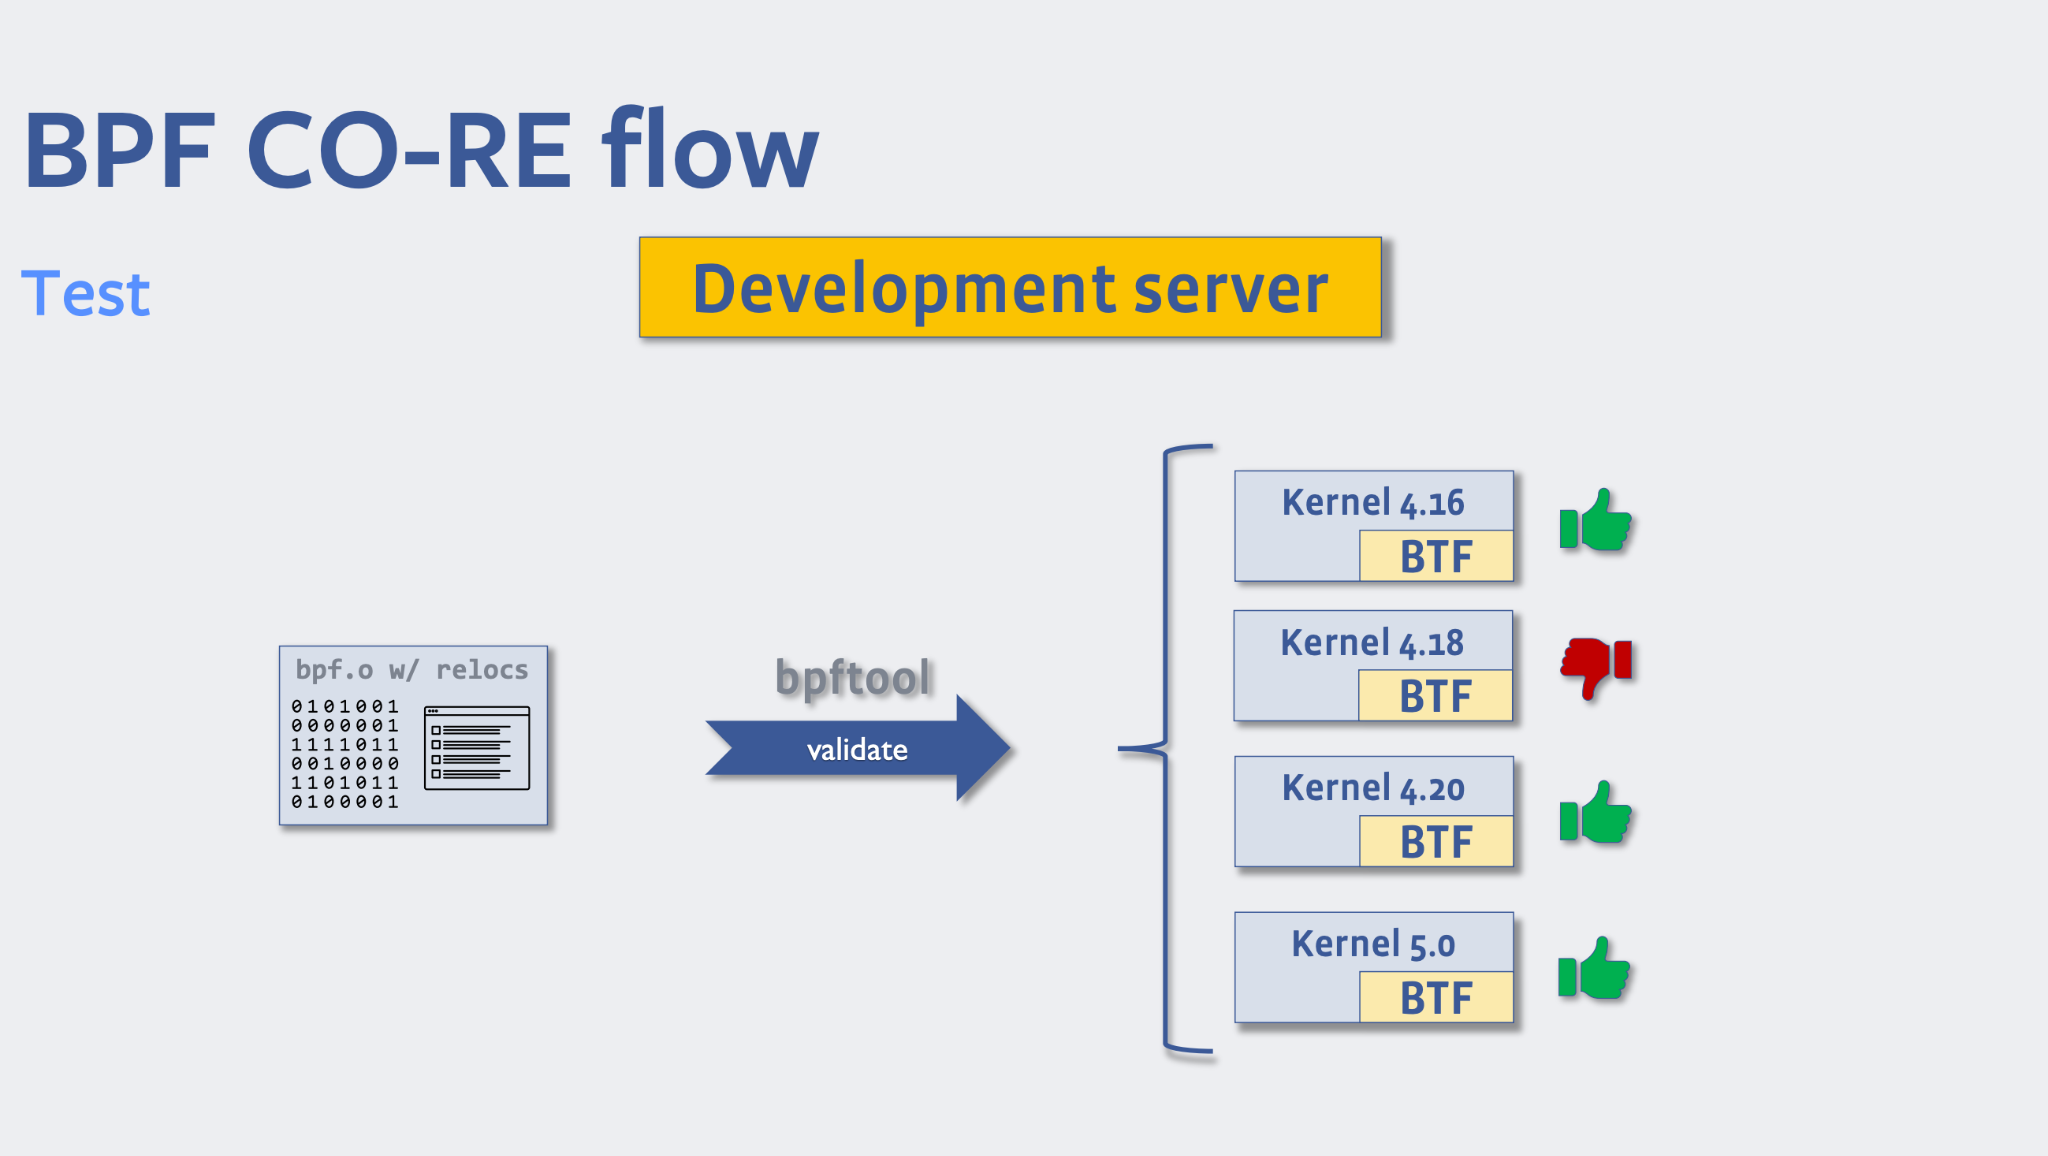 BPF CO-RE flow
Test
Development server
bpf.o w/ relocs
0101001
0000001
1111011
0010000
1101011
0100001
bpftool
validate
Kernel 4.16
BTF
Kernel 4.18
BTF
Kernel 4.20
BTF
Kernel 5.0
BTF